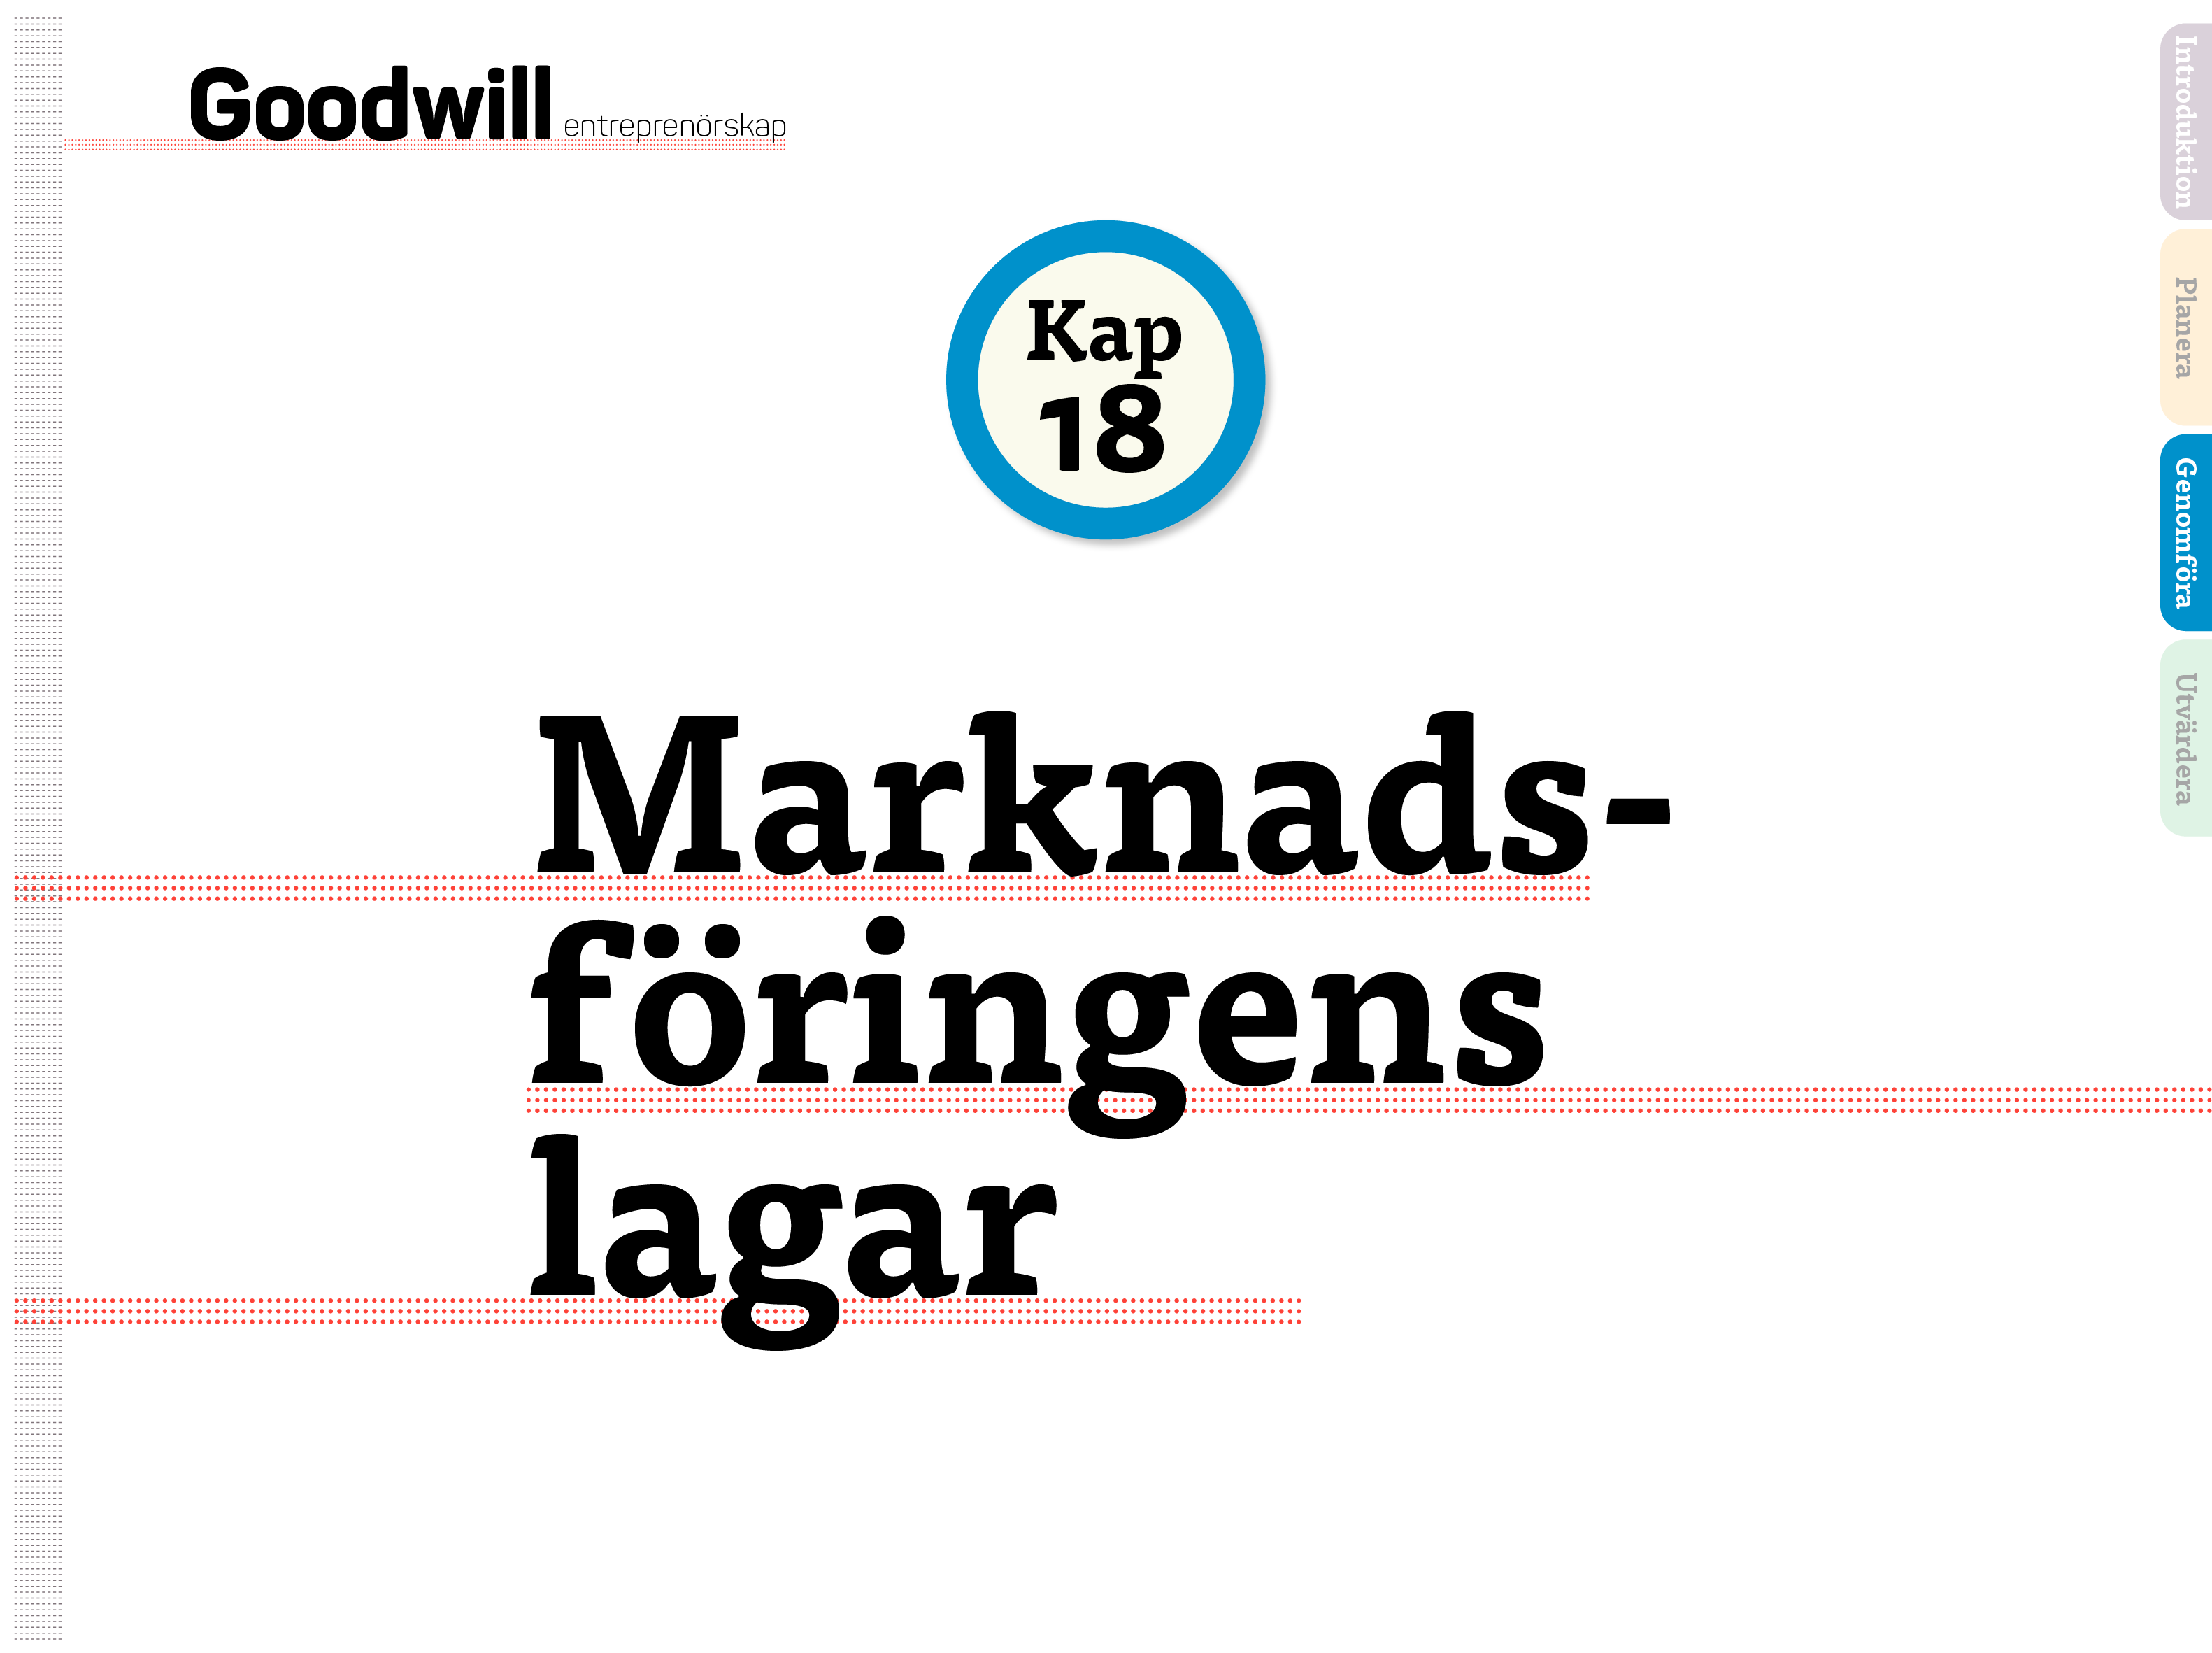 Goodwill entreprenörskap
Kap
18
Marknads-
föringens
lagar
Introduktion
Planera
Genomföra
Utvärdera